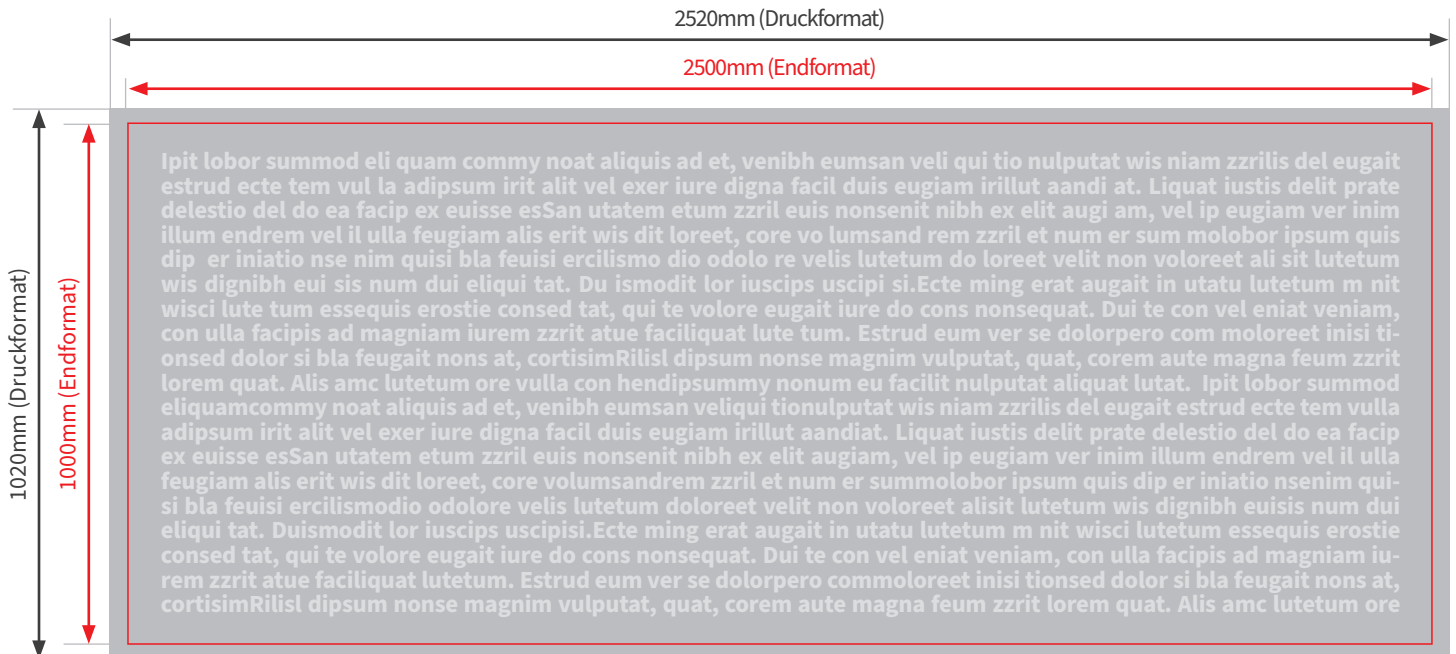 2520mm (Druckformat)
2500mm (Endformat)
1020mm (Druckformat)
1000mm (Endformat)
Ipit lobor summod eli quam commy noat aliquis ad et, venibh eumsan veli qui tio nulputat wis niam zzrilis del eugait
estrud ecte tem vul la adipsum irit alit vel exer iure digna facil duis eugiam irillut aandi at. Liquat iustis delit prate
delestio del do ea facip ex euisse esSan utatem etum zzril euis nonsenit nibh ex elit augi am, vel ip eugiam ver inim
illum endrem vel il ulla feugiam alis erit wis dit loreet, core vo lumsand rem zzril et num er sum molobor ipsum quis
dip  er iniatio nse nim quisi bla feuisi ercilismo dio odolo re velis lutetum do loreet velit non voloreet ali sit lutetum
wis dignibh eui sis num dui eliqui tat. Du ismodit lor iuscips uscipi si.Ecte ming erat augait in utatu lutetum m nit
wisci lute tum essequis erostie consed tat, qui te volore eugait iure do cons nonsequat. Dui te con vel eniat veniam,
con ulla facipis ad magniam iurem zzrit atue faciliquat lute tum. Estrud eum ver se dolorpero com moloreet inisi ti-
onsed dolor si bla feugait nons at, cortisimRilisl dipsum nonse magnim vulputat, quat, corem aute magna feum zzrit
lorem quat. Alis amc lutetum ore vulla con hendipsummy nonum eu facilit nulputat aliquat lutat.  Ipit lobor summod
eliquamcommy noat aliquis ad et, venibh eumsan veliqui tionulputat wis niam zzrilis del eugait estrud ecte tem vulla
adipsum irit alit vel exer iure digna facil duis eugiam irillut aandiat. Liquat iustis delit prate delestio del do ea facip
ex euisse esSan utatem etum zzril euis nonsenit nibh ex elit augiam, vel ip eugiam ver inim illum endrem vel il ulla
feugiam alis erit wis dit loreet, core volumsandrem zzril et num er summolobor ipsum quis dip er iniatio nsenim qui-
si bla feuisi ercilismodio odolore velis lutetum doloreet velit non voloreet alisit lutetum wis dignibh euisis num dui
eliqui tat. Duismodit lor iuscips uscipisi.Ecte ming erat augait in utatu lutetum m nit wisci lutetum essequis erostie
consed tat, qui te volore eugait iure do cons nonsequat. Dui te con vel eniat veniam, con ulla facipis ad magniam iu-
rem zzrit atue faciliquat lutetum. Estrud eum ver se dolorpero commoloreet inisi tionsed dolor si bla feugait nons at,
cortisimRilisl dipsum nonse magnim vulputat, quat, corem aute magna feum zzrit lorem quat. Alis amc lutetum ore